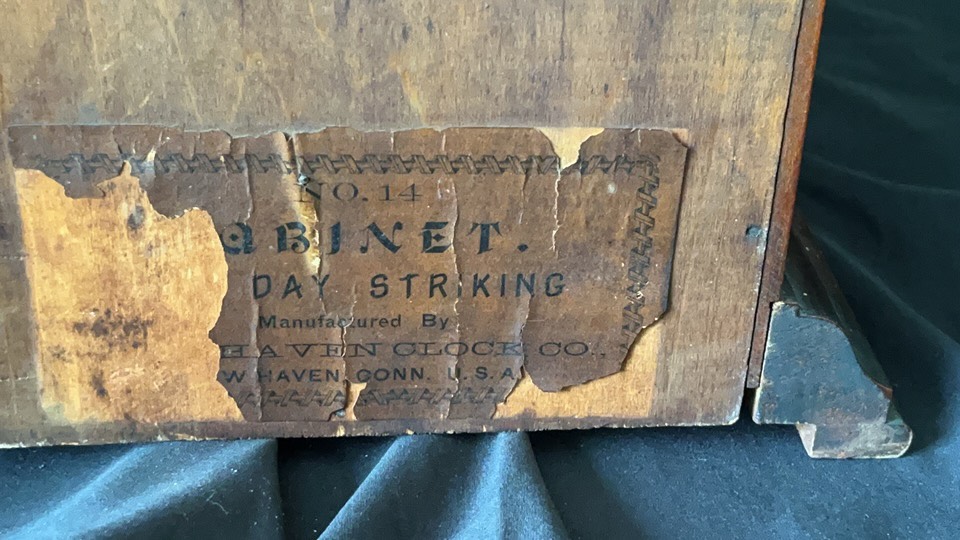 NO. 14
ABINET.
DAY STRIKING
Manufactured By
HAVEN CLOCK CO.,
W HAVEN, CONN. U.S.A.